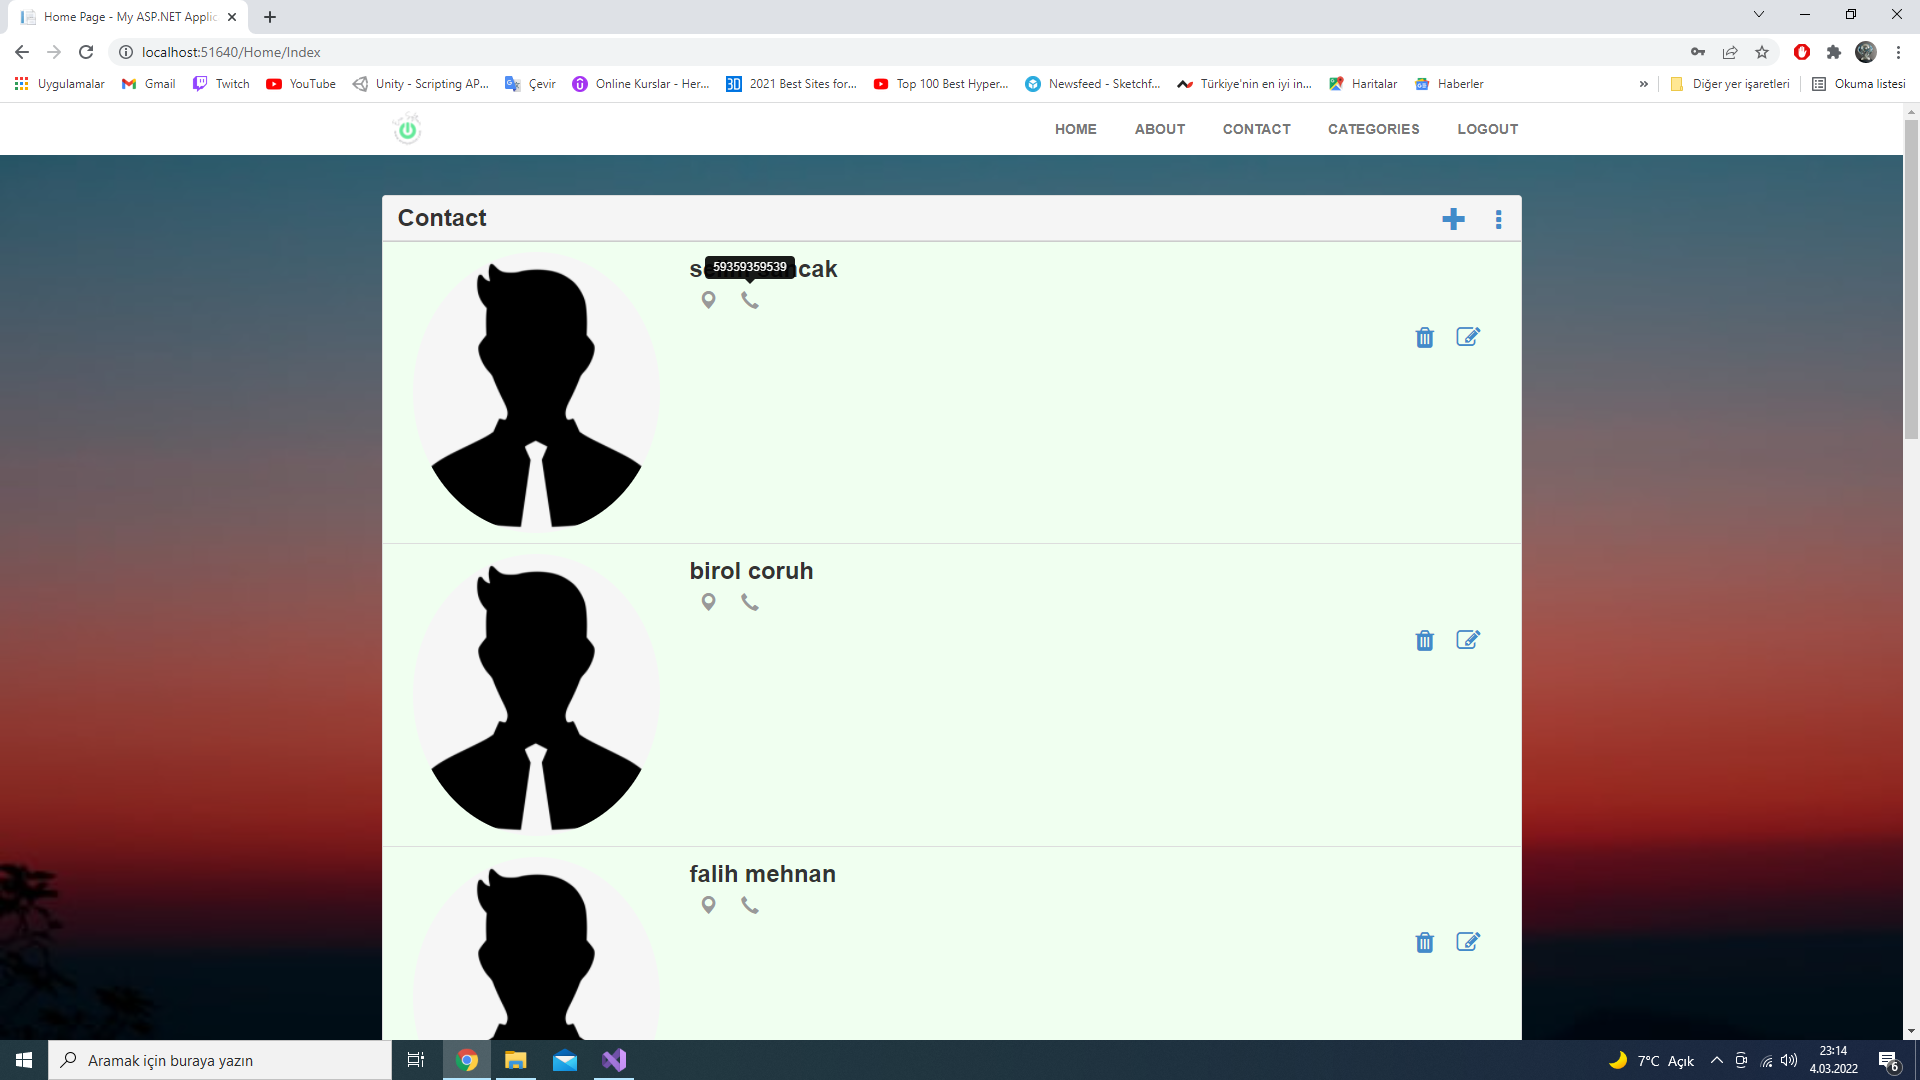 Home Page - My ASP.NET Applic
localhost:51640/Home/Index
Uygulamalar Gmail Twitch YouTube Unity - Scripting AP... Çevir Online Kurslar - Her... 2021 Best Sites for... Top 100 Best Hyper... Newsfeed - Sketchf... Türkiye'nin en iyi in... Haritalar Haberler » Diğer yer işaretleri Okuma listesi
HOME ABOUT CONTACT CATEGORIES LOGOUT
Contact
59359359539
birol coruh
falih mehnan
Aramak için buraya yazın
7°C Açık
23:14
4.03.2022
6